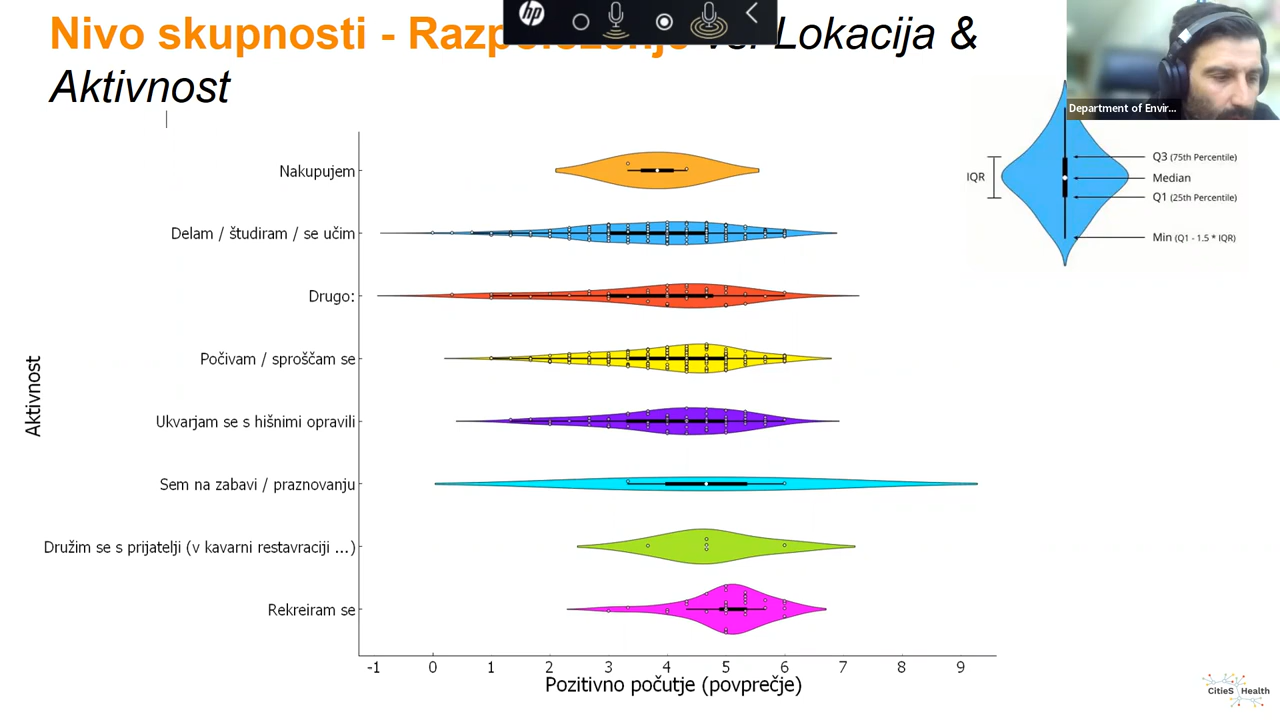 Nivo skupnosti - Razpoloženje vs. Lokacija &
Aktivnost
hp
Department of Envir...
Q3 (75th Percentile)
IQR
Median
Q1 (25th Percentile)
Min (Q1 - 1.5 * IQR)
Aktivnost
Nakupujem
Delam / študiram / se učim
Drugo:
Počivam / sproščam se
Ukvarjam se s hišnimi opravili
Sem na zabavi / praznovanju
Družim se s prijatelji (v kavarni restavraciji ...)
Rekreiram se
-1 0 1 2 3 4 5 6 7 8 9
Pozitivno počutje (povprečje)
CitieS Health